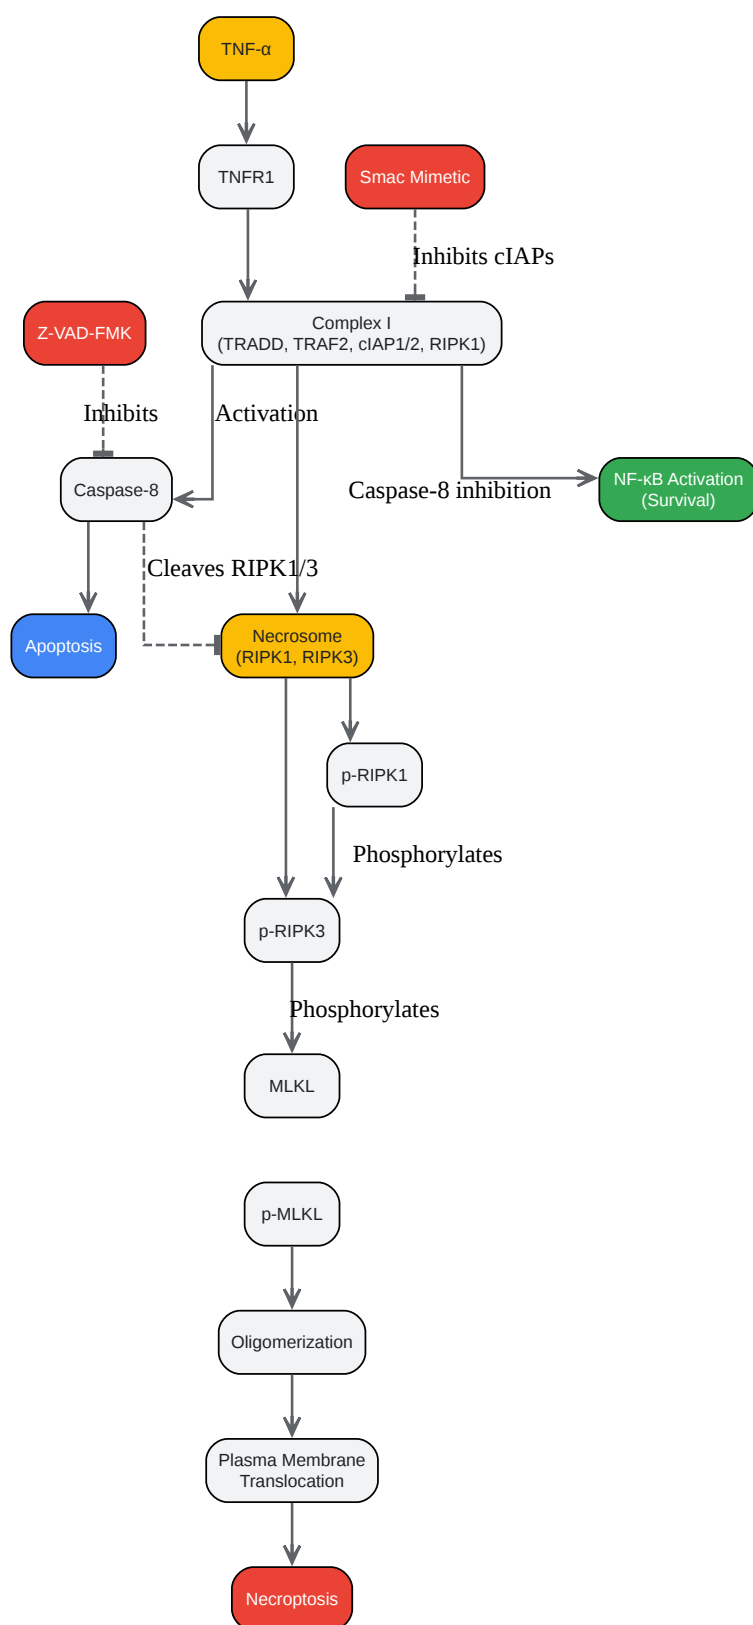 TNF-α
TNFR1
Smac Mimetic
Inhibits cIAPs
Z-VAD-FMK
Complex I
(TRADD, TRAF2, cIAP1/2, RIPK1)
Inhibits
Activation
Caspase-8
Caspase-8 inhibition
NF-κB Activation
(Survival)
Cleaves RIPK1/3
Apoptosis
Necrosome
(RIPK1, RIPK3)
p-RIPK1
Phosphorylates
p-RIPK3
Phosphorylates
MLKL
p-MLKL
Oligomerization
Plasma Membrane
Translocation
Necroptosis